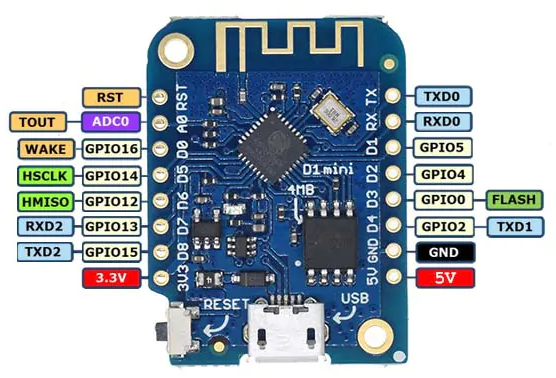 RST RST TX TXD0
TOUT ADC0 A0 RX RXD0
WAKE GPIO16 D0 D1 GPIO5
HSCLK GPIO14 D5 D2 GPIO4
D1 mini
4MB
HMISO GPIO12 D6 D3 GPIO0 FLASH
RXD2 GPIO13 D7 D4 GPIO2 TXD1
TXD2 GPIO15 D8 GND GND
3.3V 3V3 5V 5V
RESET USB